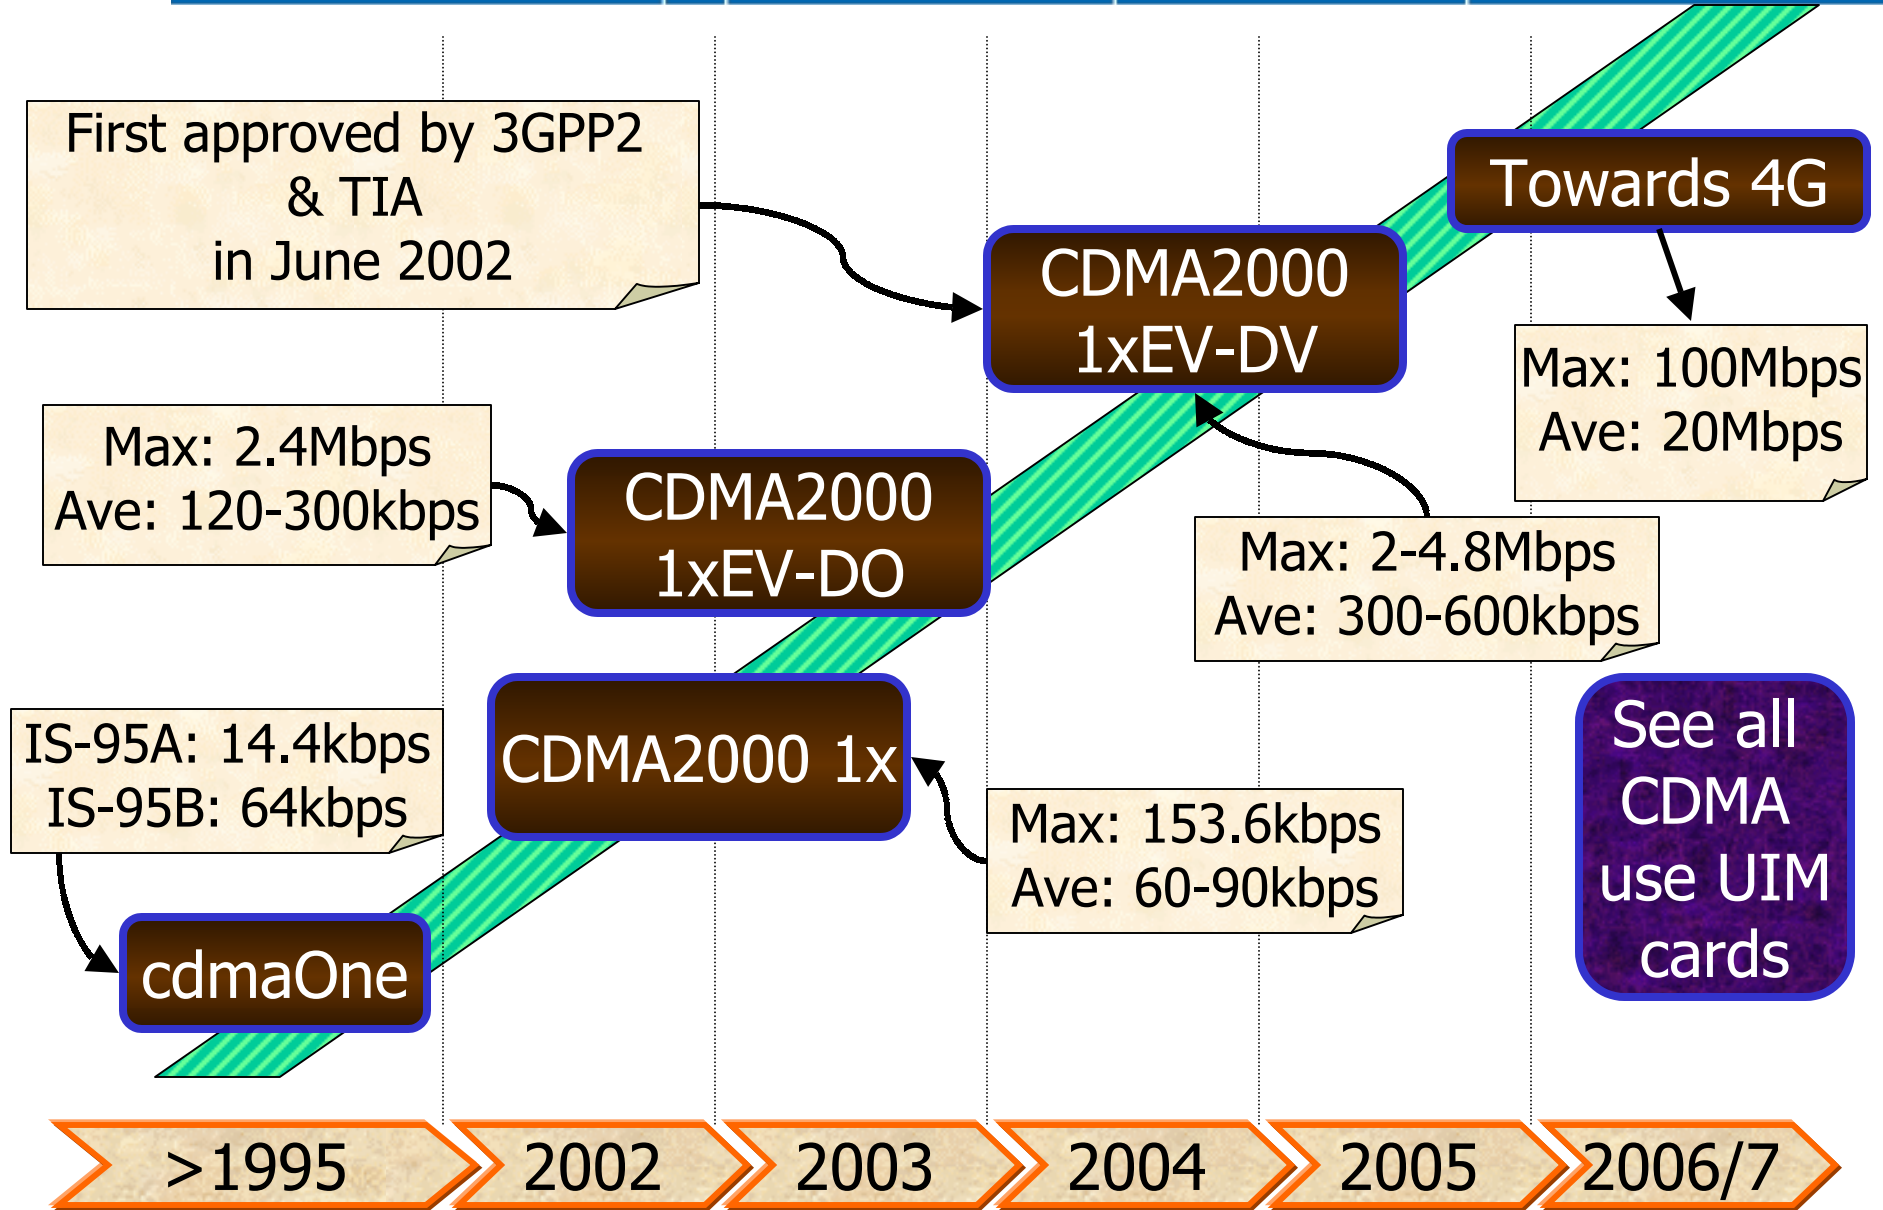 First approved by 3GPP2
& TIA
in June 2002
Towards 4G
CDMA2000
1xEV-DV
Max: 100Mbps
Ave: 20Mbps
Max: 2.4Mbps
Ave: 120-300kbps
CDMA2000
1xEV-DO
Max: 2-4.8Mbps
Ave: 300-600kbps
IS-95A: 14.4kbps
IS-95B: 64kbps
CDMA2000 1x
Max: 153.6kbps
Ave: 60-90kbps
See all
CDMA
use UIM
cards
cdmaOne
>1995
2002
2003
2004
2005
2006/7